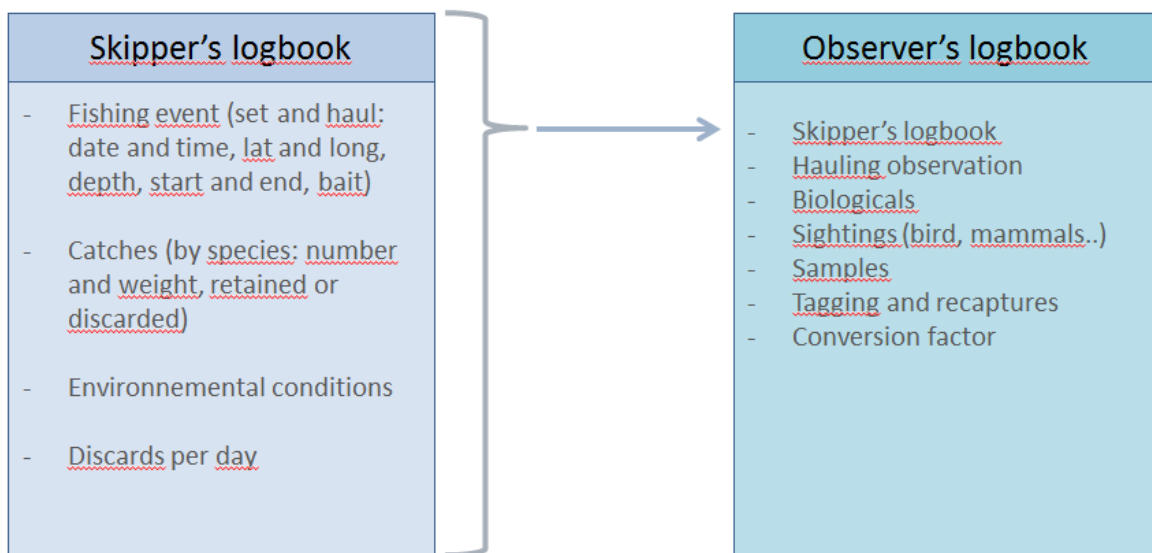 Skipper's logbook
- Fishing event (set and haul:
date and time, lat and long,
depth, start and end, bait)
- Catches (by species: number
and weight, retained or
discarded)
- Environnemental conditions
- Discards per day
Observer's logbook
- Skipper's logbook
- Hauling observation
- Biologicals
- Sightings (bird, mammals..)
- Samples
- Tagging and recaptures
- Conversion factor